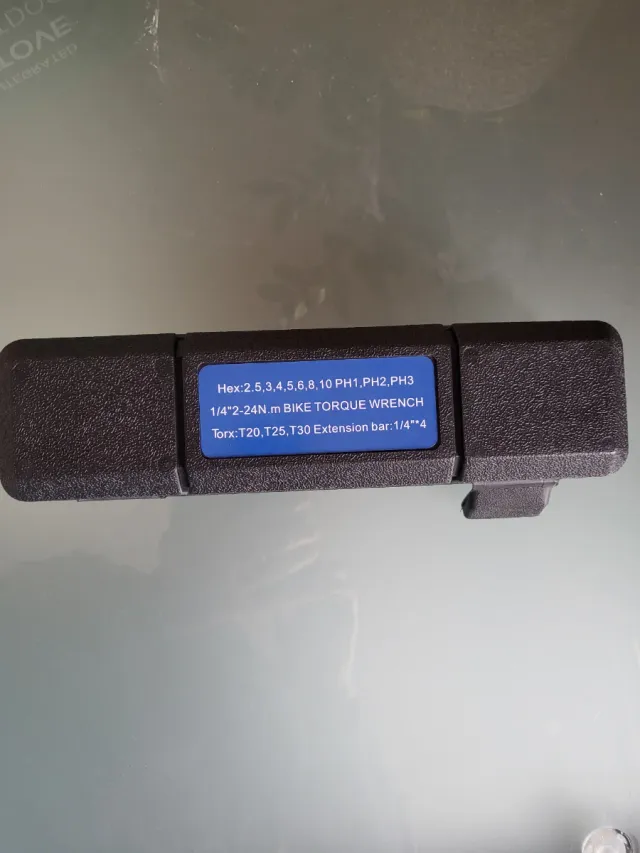 Hex:2.5,3,4,5,6,8,10 PH1,PH2,PH3
1/4"2-24N.m BIKE TORQUE WRENCH
Torx:T20,T25,T30 Extension bar:1/4"*4